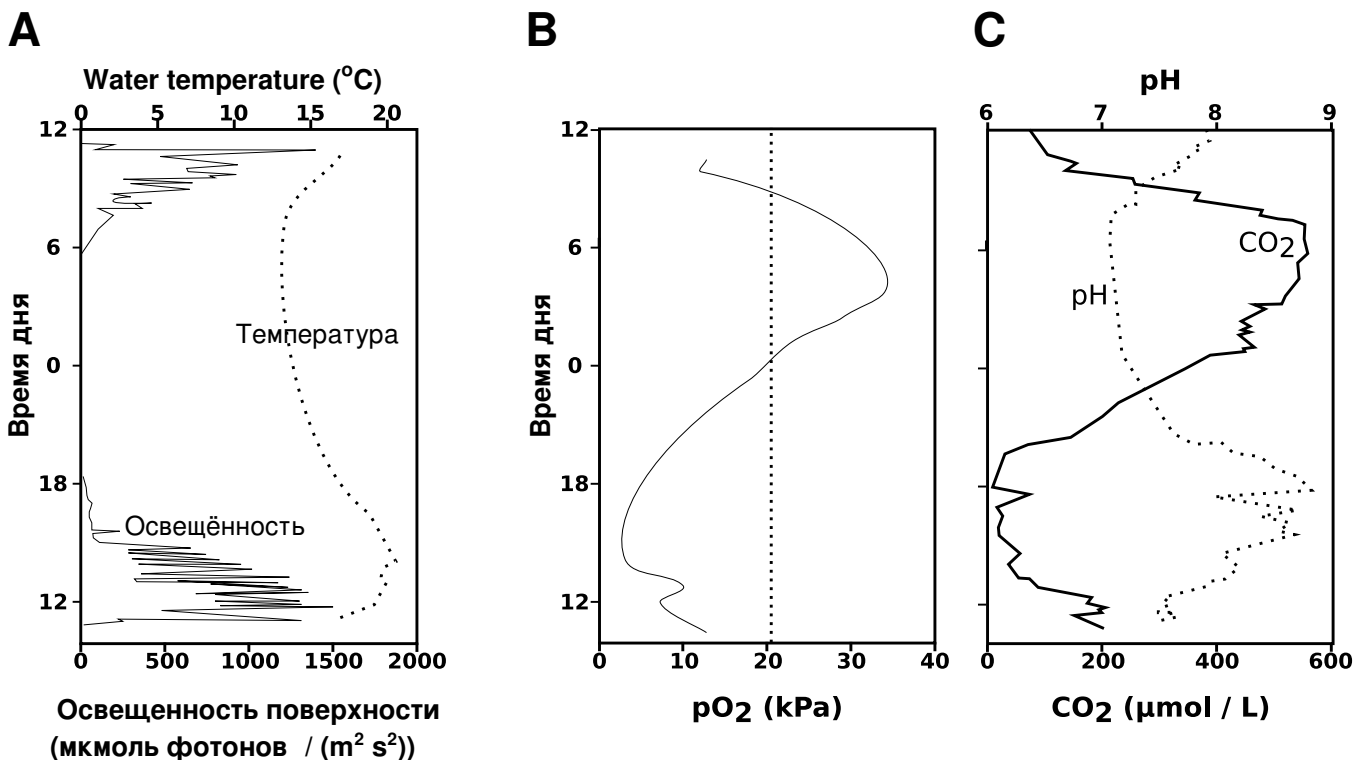 A
B
C
Water temperature (°C)
pH
0 5 10 15 20
6 7 8 9
12
6
0
18
12
Время дня
Температура
Освещённость
0 500 1000 1500 2000
Освещенность поверхности
(мкмоль фотонов / (m² s²))
12
6
0
18
12
Время дня
0 10 20 30 40
pO2 (kPa)
CO2
pH
0 200 400 600
CO2 (µmol / L)